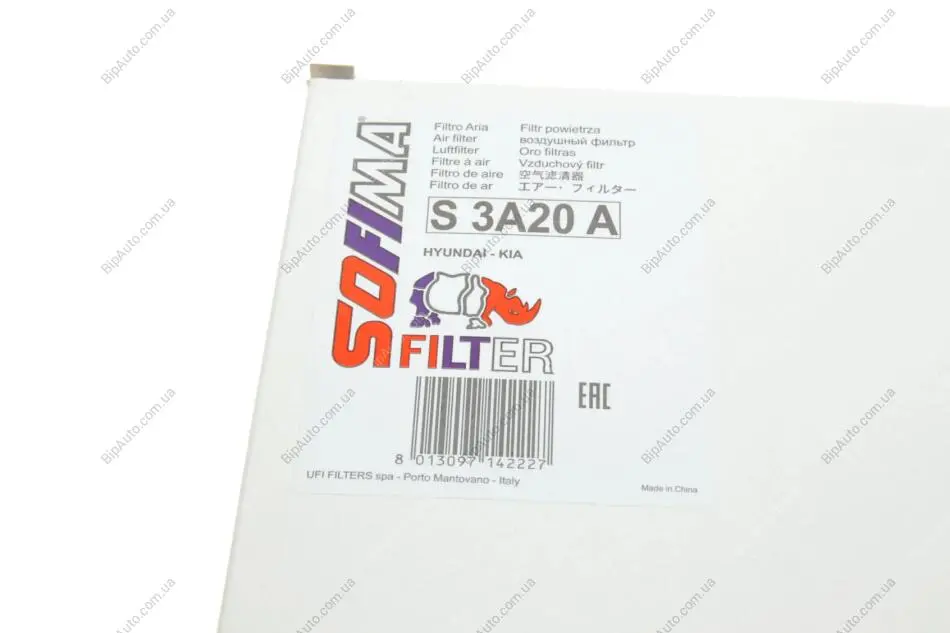 SOFIMA®
Filtro Aria
Air filter
Luftfilter
Filtre à air
Filtro de aire
Filtro de ar
Filtr powietrza
воздушный фильтр
Oro filtras
Vzduchový filtr
空气滤清器
エアー・フィルター
S 3A20 A
HYUNDAI - KIA
FILTER
EAC
8 013097 142227
UFI FILTERS spa - Porto Mantovano - Italy
Made in China
BipAuto.com.ua